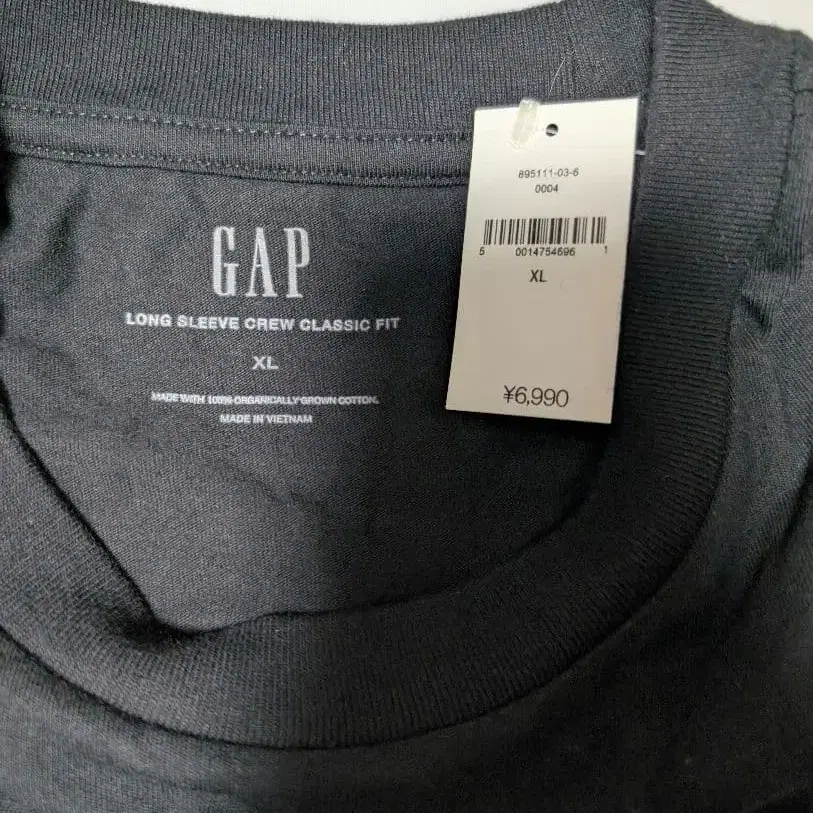 GAP
LONG SLEEVE CREW CLASSIC FIT
XL
MADE WITH 100% ORGANICALLY GROWN COTTON.
MADE IN VIETNAM
895111-03-6
0004
5 0014754696 1
XL
¥6,990